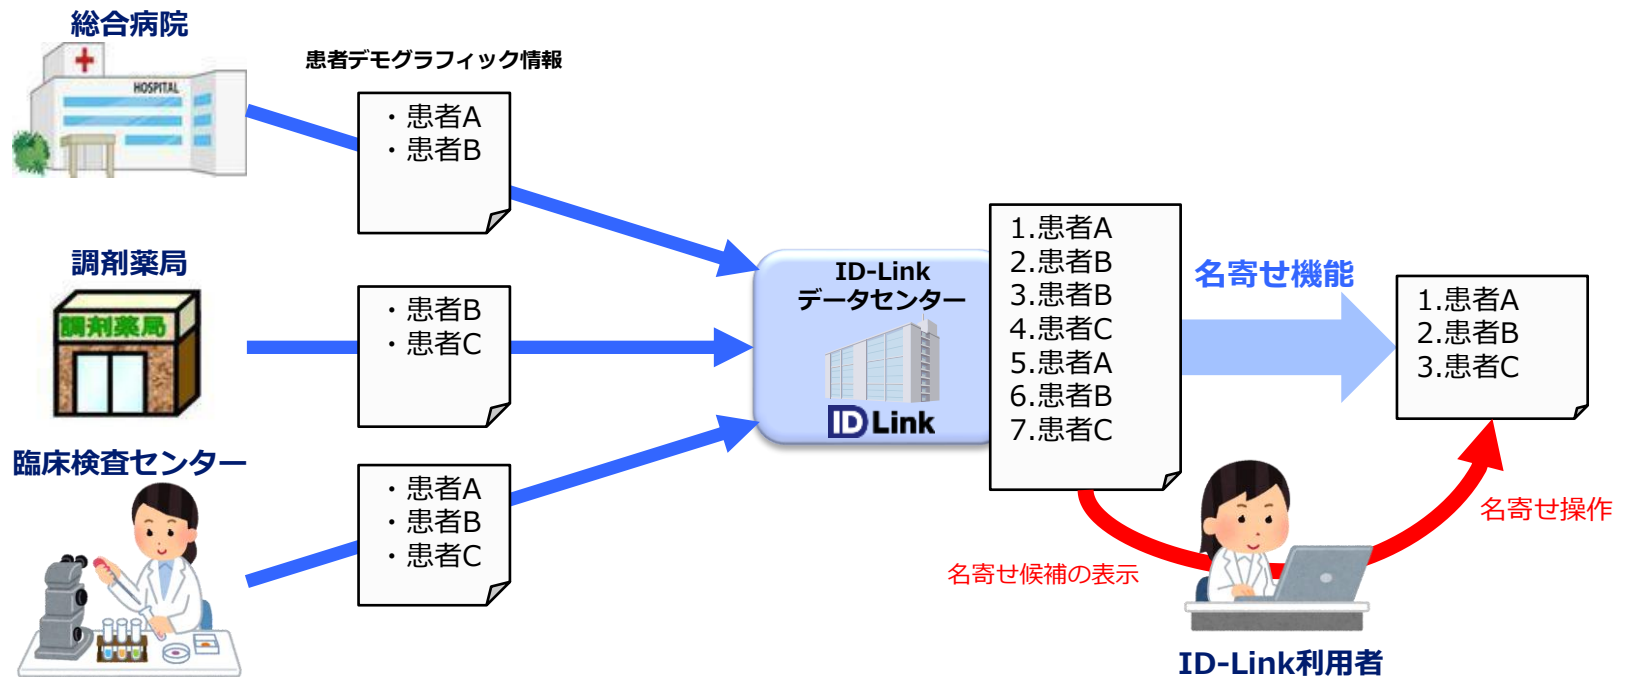 総合病院
HOSPITAL
患者デモグラフィック情報
・患者A
・患者B
調剤薬局
調剤薬局
・患者B
・患者C
臨床検査センター
・患者A
・患者B
・患者C
ID-Link
データセンター
ID Link
1.患者A
2.患者B
3.患者B
4.患者C
5.患者A
6.患者B
7.患者C
名寄せ機能
1.患者A
2.患者B
3.患者C
名寄せ操作
名寄せ候補の表示
ID-Link利用者